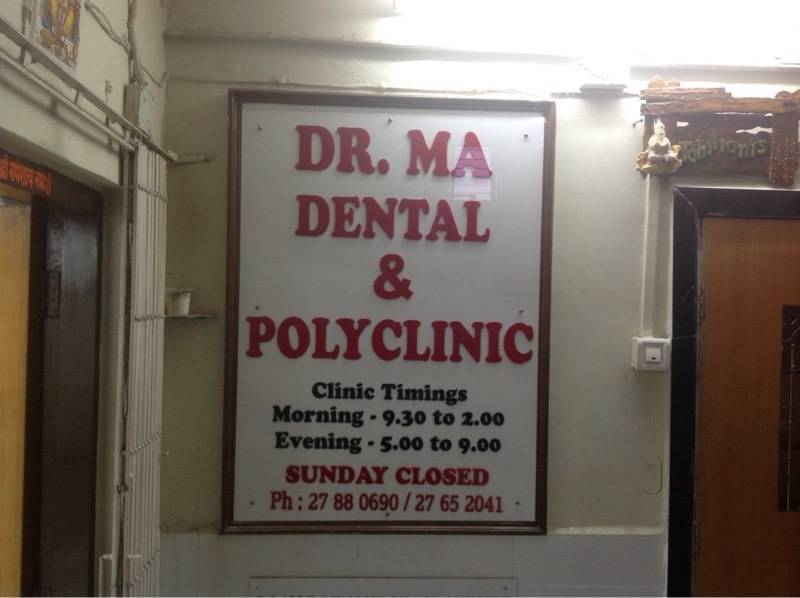 DR. MA
DENTAL
&
POLYCLINIC
Clinic Timings
Morning - 9.30 to 2.00
Evening - 5.00 to 9.00
SUNDAY CLOSED
Ph : 27 88 0690 / 27 65 2041
Tahiliani's